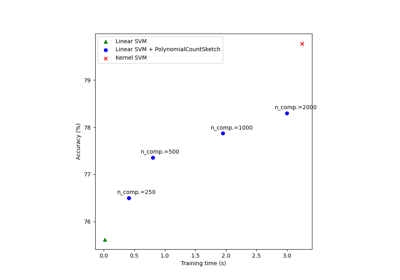 Linear SVM
Linear SVM + PolynomialCountSketch
Kernel SVM
79
n_comp.=2000
78
n_comp.=1000
n_comp.=500
77
n_comp.=250
76
Accuracy (%)
0.0 0.5 1.0 1.5 2.0 2.5 3.0
Training time (s)